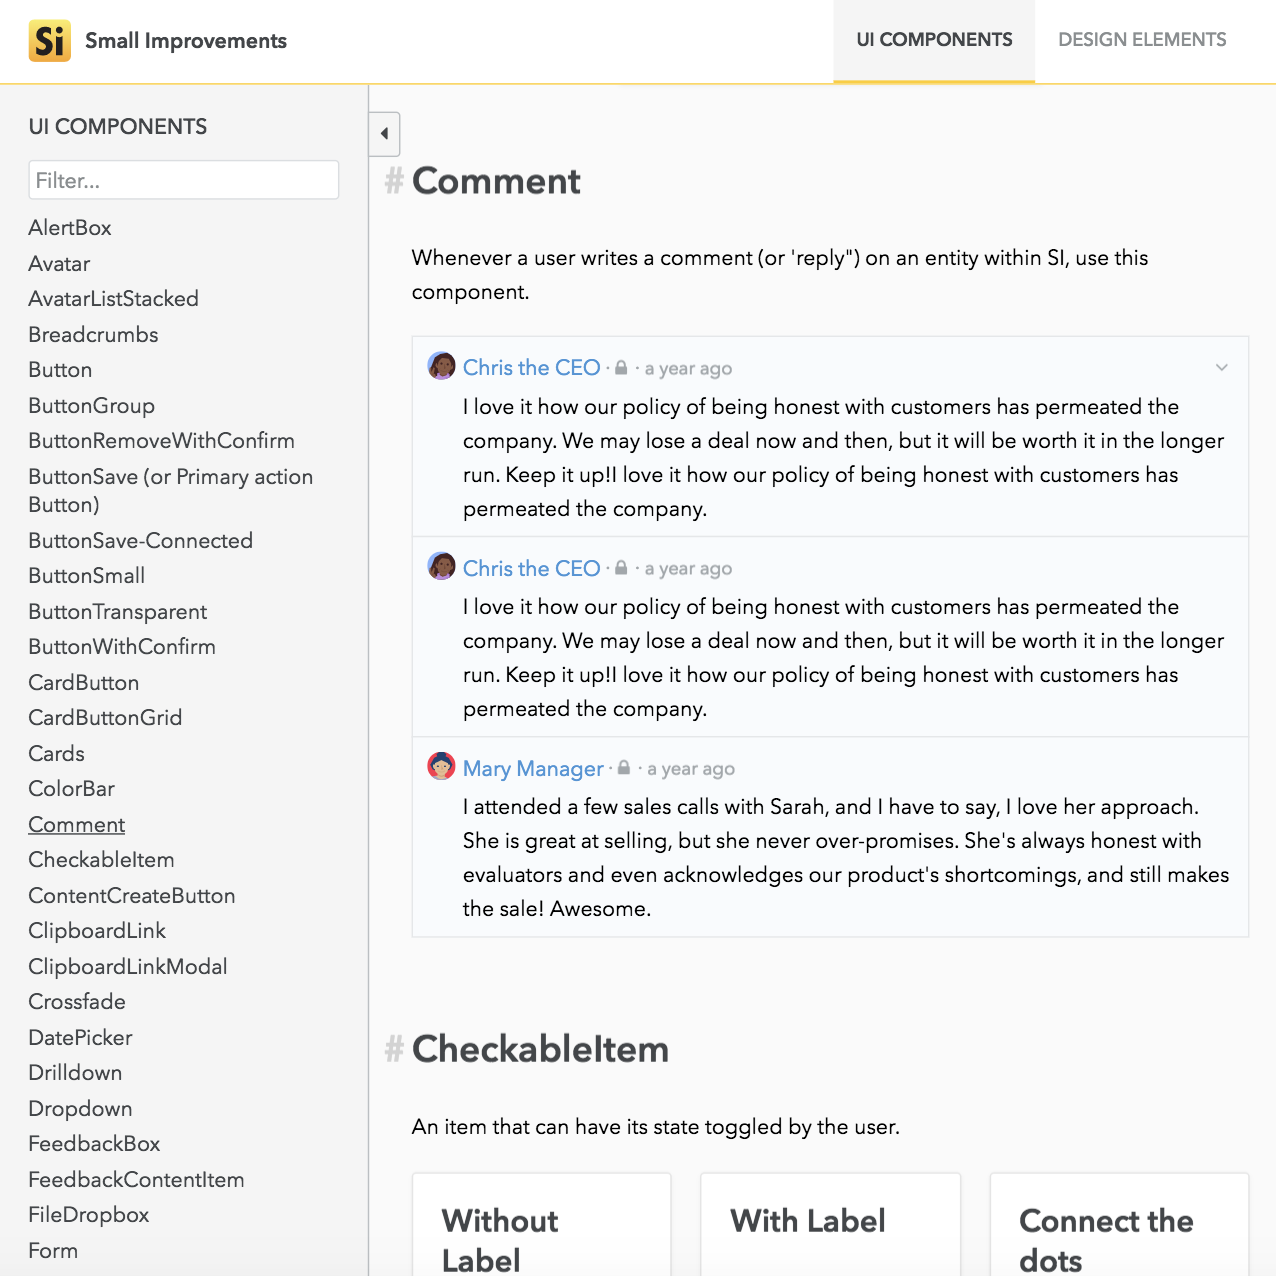 Si Small Improvements
UI COMPONENTS
DESIGN ELEMENTS
UI COMPONENTS
Filter...
AlertBox
Avatar
AvatarListStacked
Breadcrumbs
Button
ButtonGroup
ButtonRemoveWithConfirm
ButtonSave (or Primary action
Button)
ButtonSave-Connected
ButtonSmall
ButtonTransparent
ButtonWithConfirm
CardButton
CardButtonGrid
Cards
ColorBar
Comment
CheckableItem
ContentCreateButton
ClipboardLink
ClipboardLinkModal
Crossfade
DatePicker
Drilldown
Dropdown
FeedbackBox
FeedbackContentItem
FileDropbox
Form
# Comment
Whenever a user writes a comment (or 'reply") on an entity within SI, use this
component.
Chris the CEO · · a year ago
I love it how our policy of being honest with customers has permeated the
company. We may lose a deal now and then, but it will be worth it in the longer
run. Keep it up!I love it how our policy of being honest with customers has
permeated the company.
Chris the CEO · · a year ago
I love it how our policy of being honest with customers has permeated the
company. We may lose a deal now and then, but it will be worth it in the longer
run. Keep it up!I love it how our policy of being honest with customers has
permeated the company.
Mary Manager · · a year ago
I attended a few sales calls with Sarah, and I have to say, I love her approach.
She is great at selling, but she never over-promises. She's always honest with
evaluators and even acknowledges our product's shortcomings, and still makes
the sale! Awesome.
# CheckableItem
An item that can have its state toggled by the user.
Without
Label
With Label
Connect the
dots